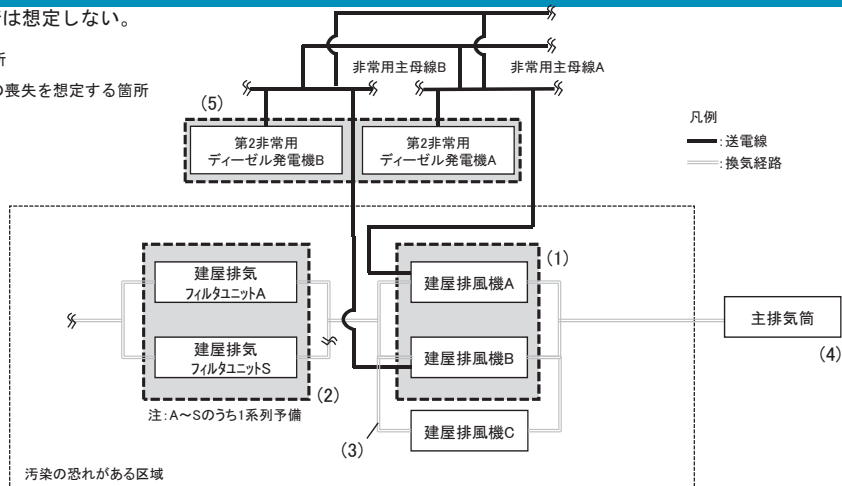 は想定しない。
所
の喪失を想定する箇所
非常用主母線B
非常用主母線A
(5)
第2非常用
ディーゼル発電機B
第2非常用
ディーゼル発電機A
凡例
:送電線
:換気経路
(1)
建屋排気
フィルタユニットA
建屋排風機A
主排気筒
(4)
建屋排気
フィルタユニットS
建屋排風機B
(2)
注:A～Sのうち1系列予備
(3)
建屋排風機C
汚染の恐れがある区域